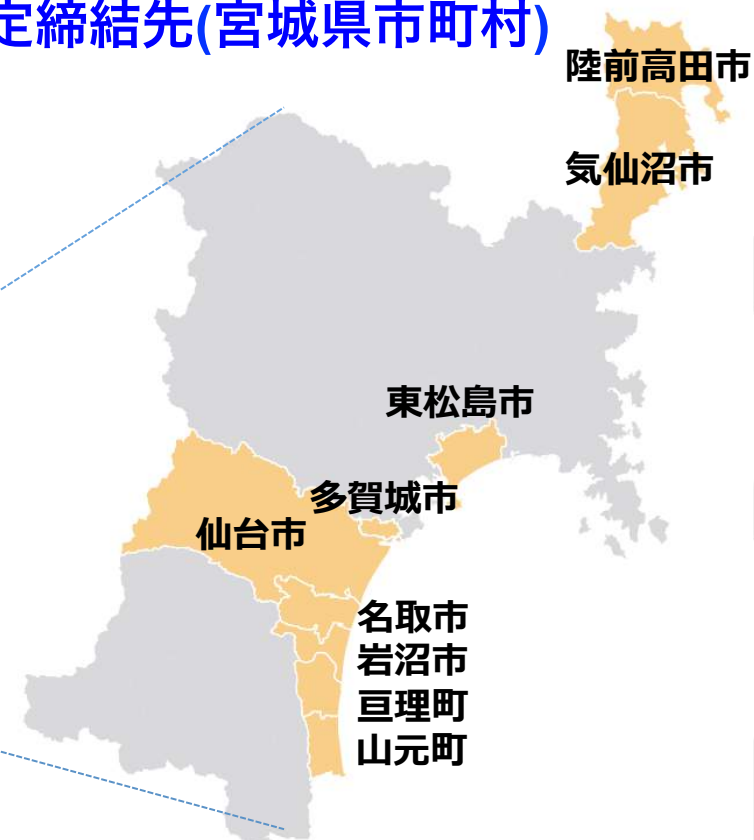 定締結先(宮城県市町村)
陸前高田市
気仙沼市
東松島市
多賀城市
仙台市
名取市
岩沼市
亘理町
山元町